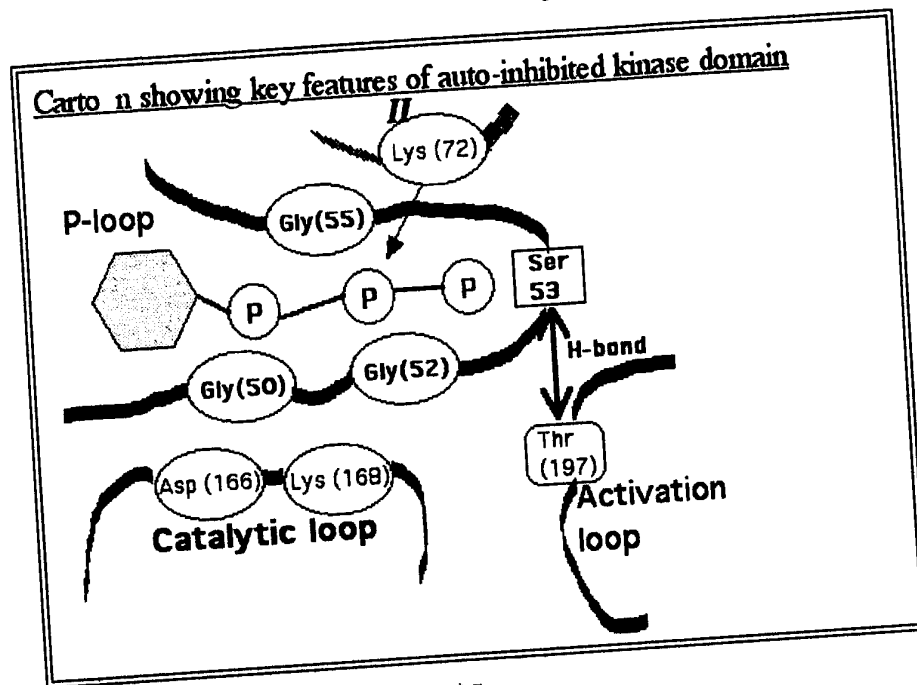 Carto n showing key features of auto-inhibited kinase domain
II
Lys (72)
P-loop
Gly(55)
P
P
P
Ser
53
H-bond
Gly(50)
Gly(52)
Thr
(197)
Asp (166)
Lys (168)
Catalytic loop
Activation
loop